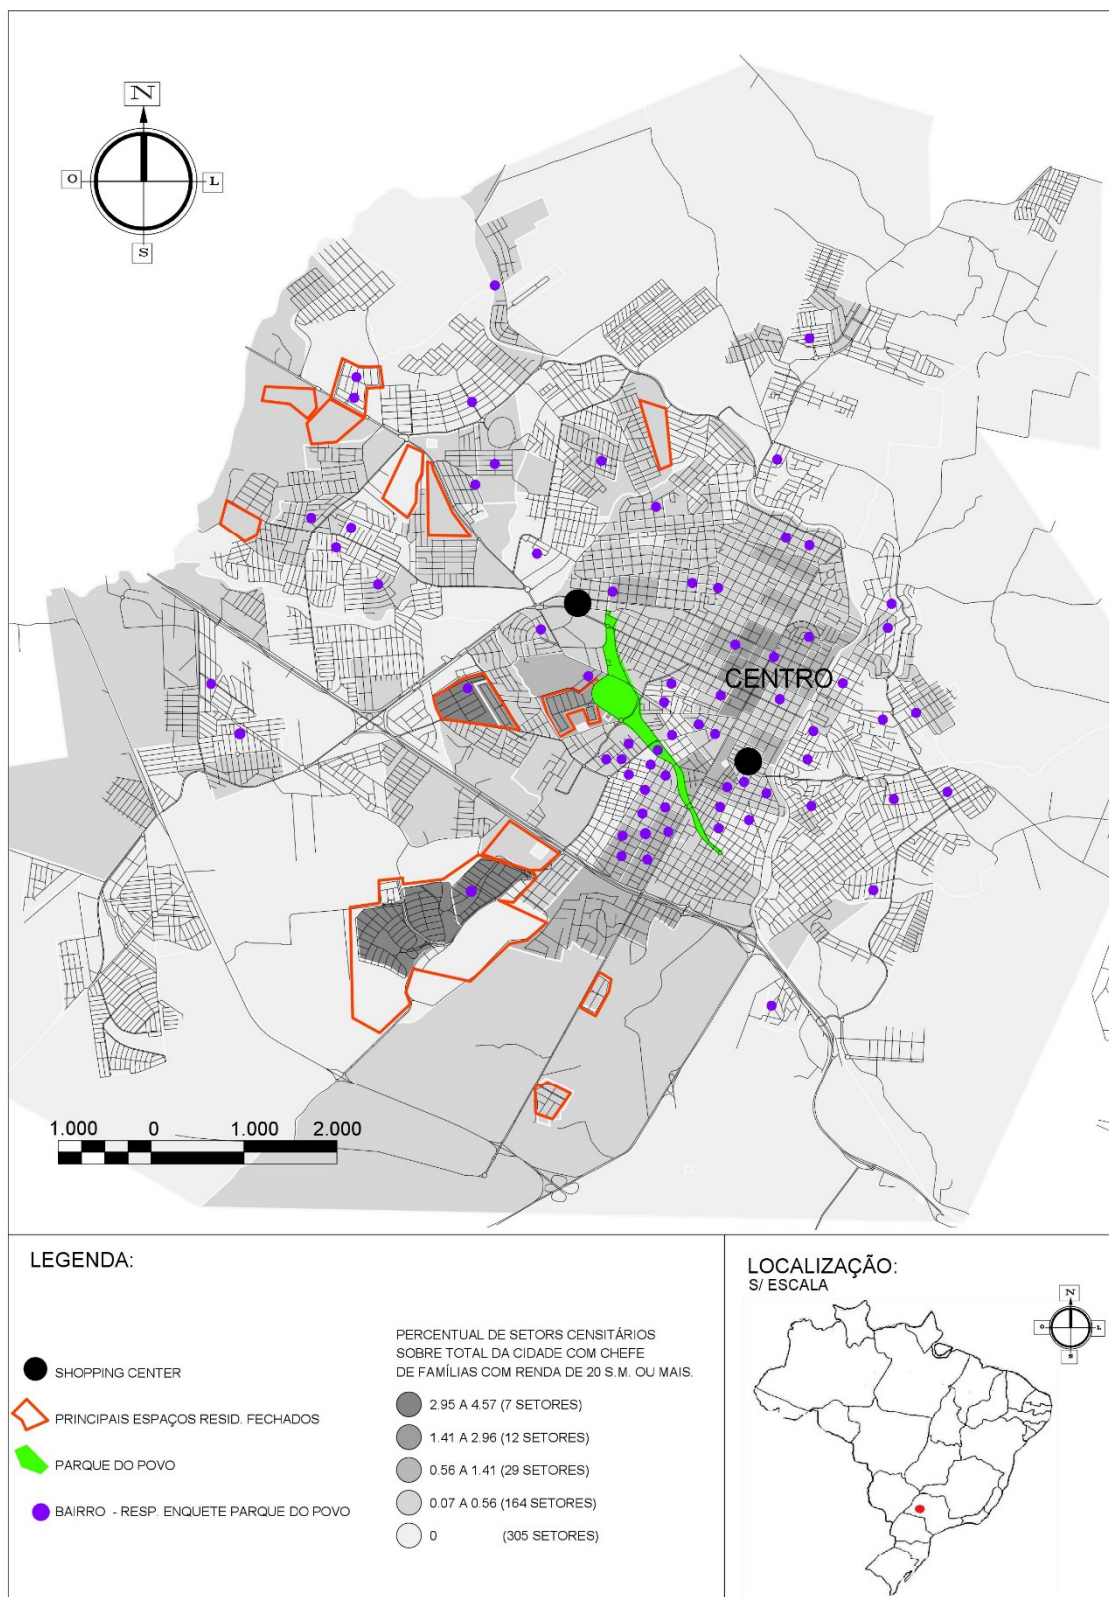 N
O
L
S
CENTRO
1.000 0 1.000 2.000
LEGENDA:
SHOPPING CENTER
PRINCIPAIS ESPAÇOS RESID. FECHADOS
PARQUE DO POVO
BAIRRO - RESP. ENQUETE PARQUE DO POVO
PERCENTUAL DE SETORS CENSITÁRIOS
SOBRE TOTAL DA CIDADE COM CHEFE
DE FAMÍLIAS COM RENDA DE 20 S.M. OU MAIS.
2.95 A 4.57 (7 SETORES)
1.41 A 2.96 (12 SETORES)
0.56 A 1.41 (29 SETORES)
0.07 A 0.56 (164 SETORES)
0 (305 SETORES)
LOCALIZAÇÃO:
S/ ESCALA
N
O
L
S